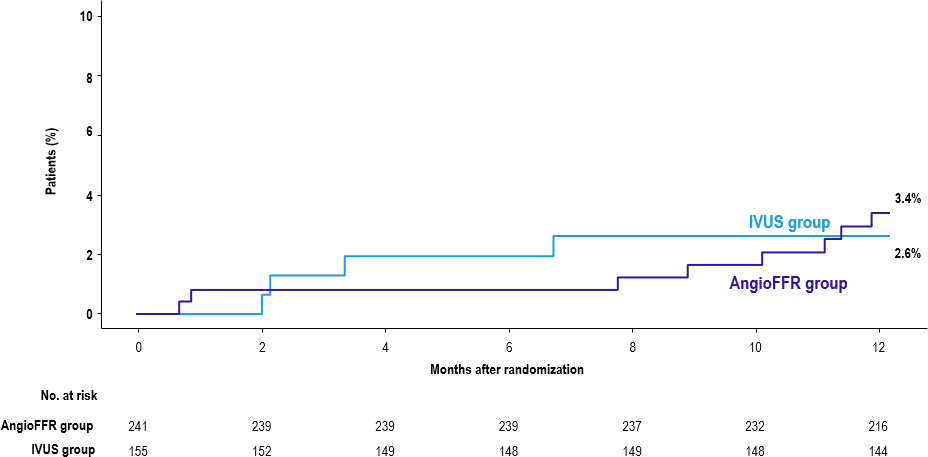 10
8
6
4
2
0
Patients (%)
3.4%
IVUS group
2.6%
AngioFFR group
0 2 4 6 8 10 12
Months after randomization
No. at risk
AngioFFR group 241 239 239 239 237 232 216
IVUS group 155 152 149 148 149 148 144